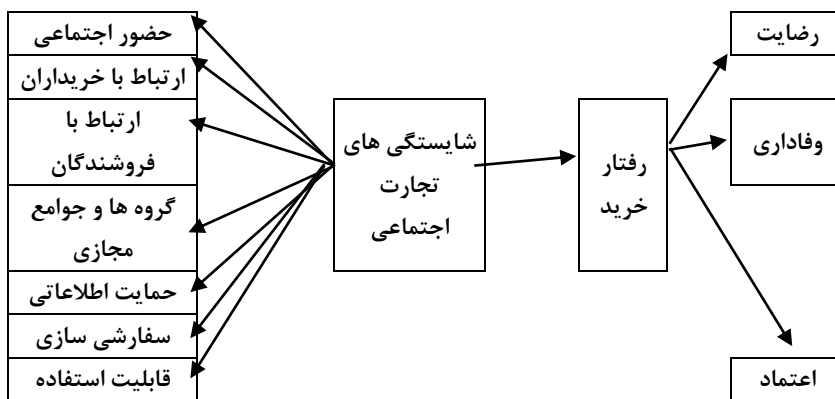 حضور اجتماعی
ارتباط با خریداران
ارتباط با
فروشندگان
گروه ها و جوامع
مجازی
حمایت اطلاعاتی
سفارشی سازی
قابلیت استفاده
شایستگی های
تجارت
اجتماعی
رفتار
خرید
رضایت
وفاداری
اعتماد